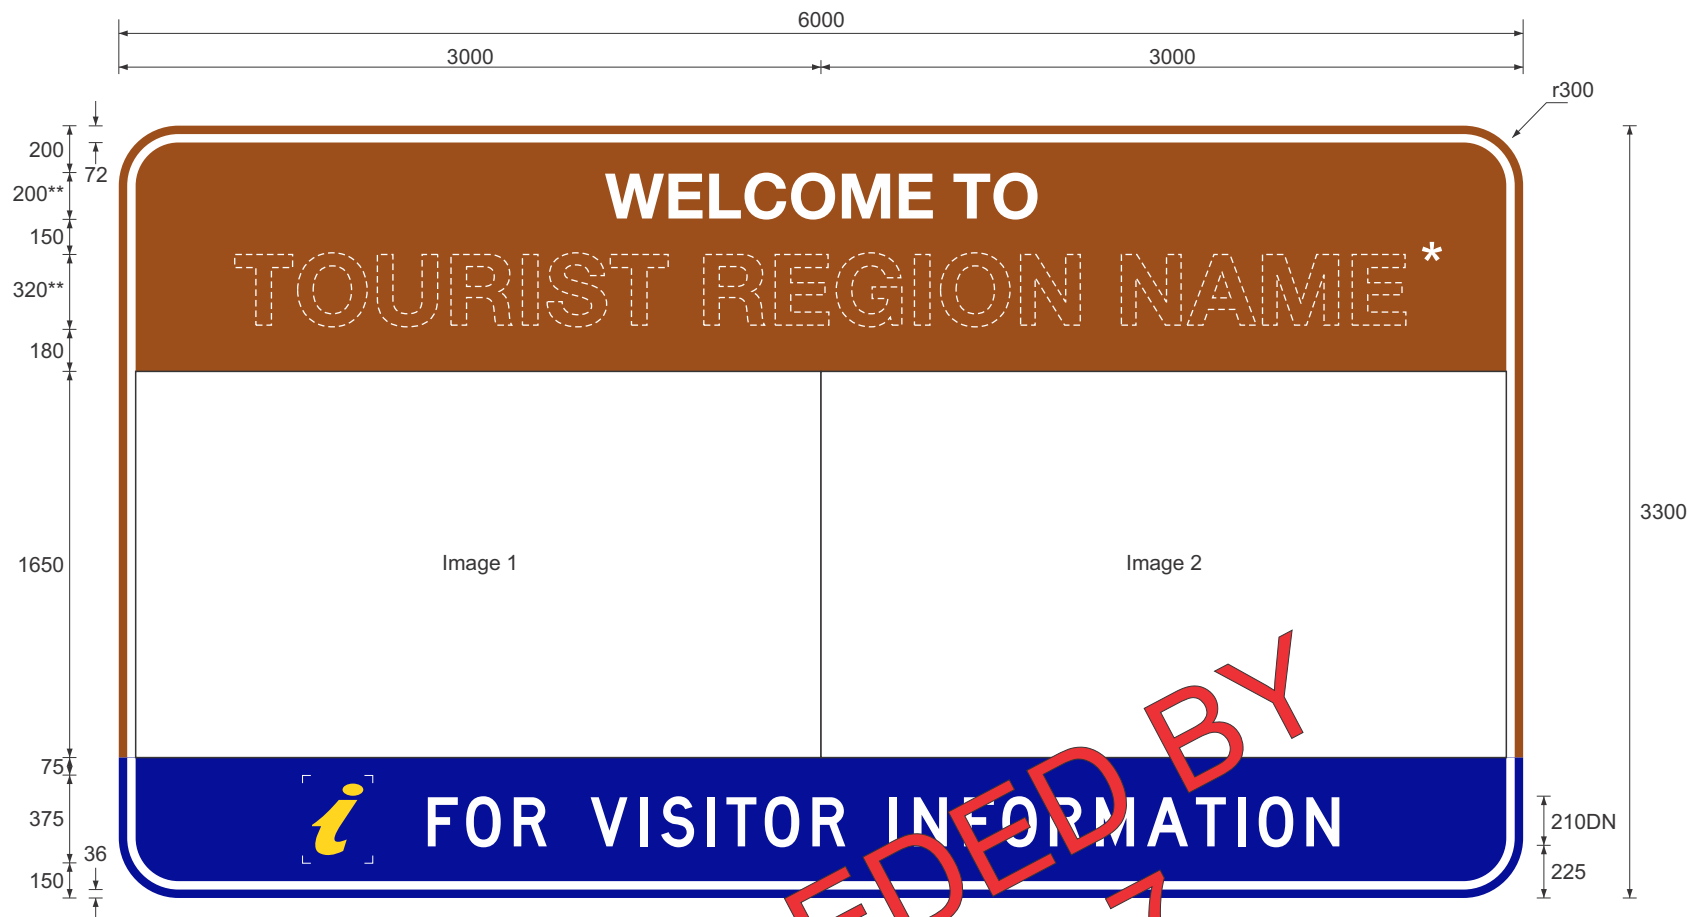 6000
3000 3000
r300
200
72
200**
150
320**
180
1650
75
375
36
150
WELCOME TO
TOURIST REGION NAME*
Image 1 Image 2
i FOR VISITOR INFORMATION
3300
210DN
225
EDED BY